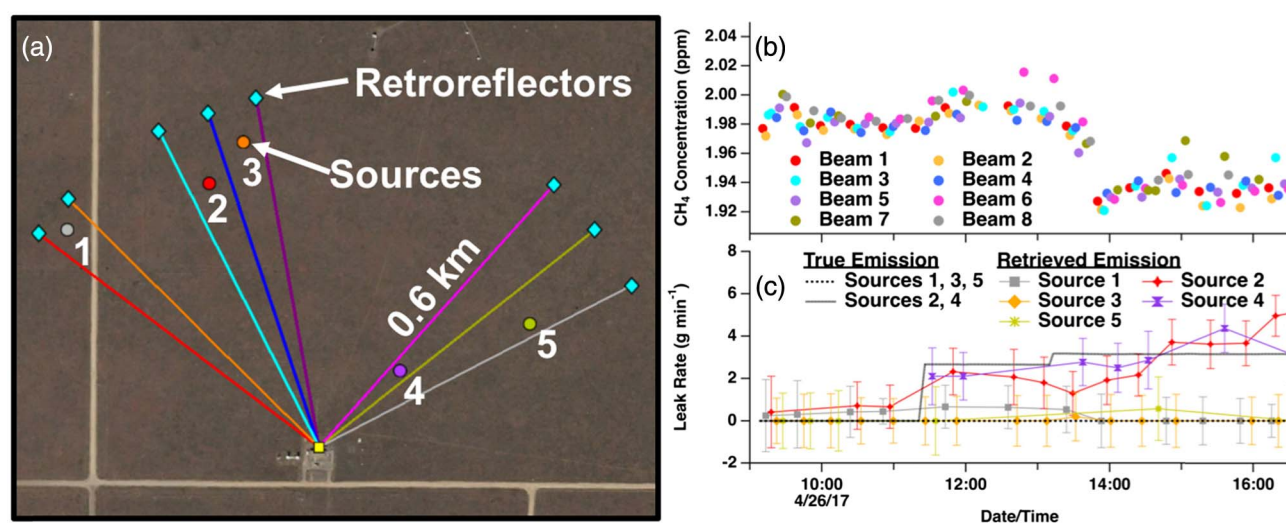 (a)
Retroreflectors
Sources
3
2
1
0.6 km
5
4
(b)
CH₄ Concentration (ppm)
2.04
2.02
2.00
1.98
1.96
1.94
1.92
Beam 1
Beam 2
Beam 3
Beam 4
Beam 5
Beam 6
Beam 7
Beam 8
(c)
Leak Rate (g min⁻¹)
8
6
4
2
0
-2
True Emission
Sources 1, 3, 5
Sources 2, 4
Retrieved Emission
Source 1
Source 2
Source 3
Source 4
Source 5
10:00
12:00
14:00
16:00
4/26/17
Date/Time